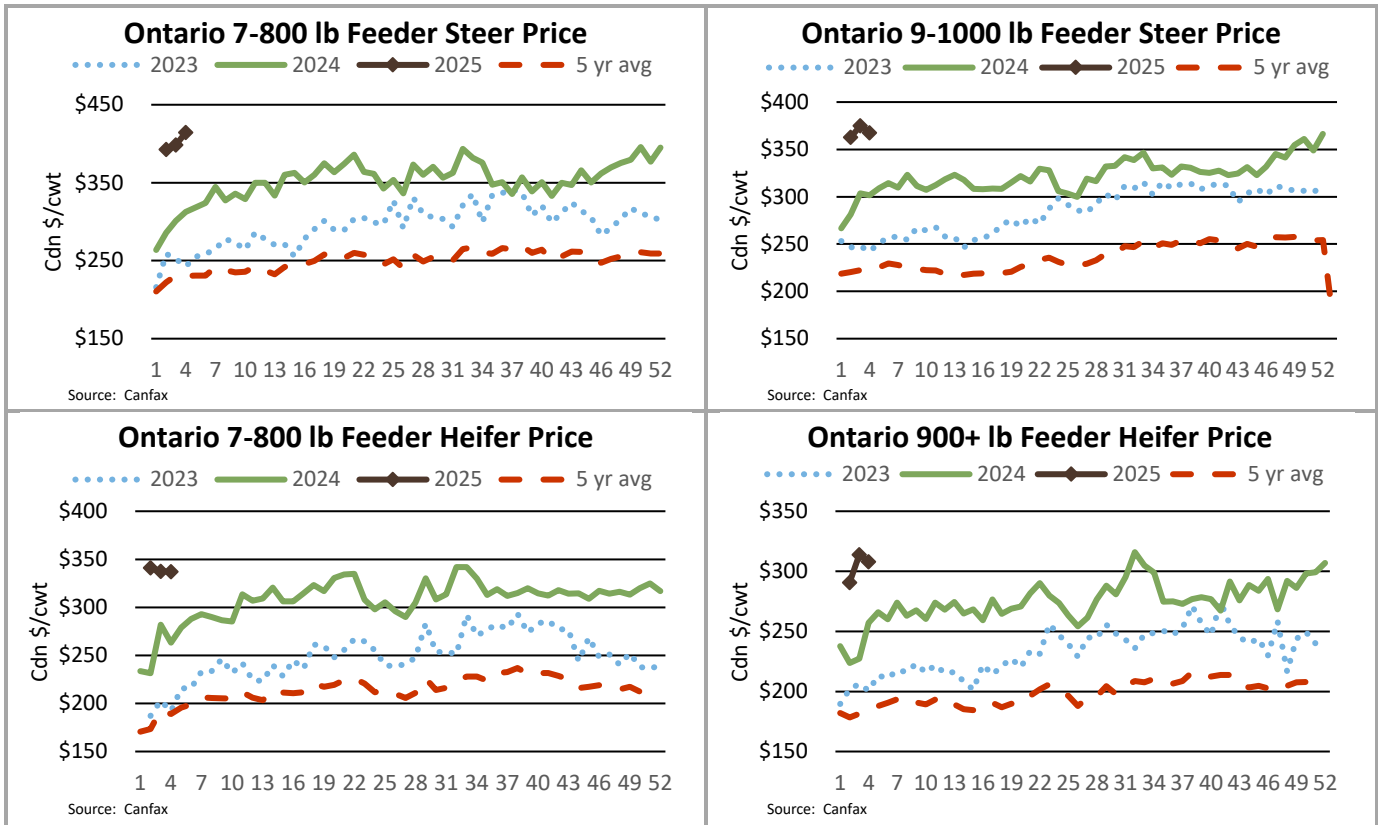 Ontario 7-800 lb Feeder Steer Price
2023 2024 2025 5 yr avg
Cdn $/cwt
$450
$350
$250
$150
1 4 7 10 13 16 19 22 25 28 31 34 37 40 43 46 49 52
Source: Canfax
Ontario 9-1000 lb Feeder Steer Price
2023 2024 2025 5 yr avg
Cdn $/cwt
$400
$350
$300
$250
$200
$150
1 4 7 10 13 16 19 22 25 28 31 34 37 40 43 46 49 52
Source: Canfax
Ontario 7-800 lb Feeder Heifer Price
2023 2024 2025 5 yr avg
Cdn $/cwt
$400
$350
$300
$250
$200
$150
1 4 7 10 13 16 19 22 25 28 31 34 37 40 43 46 49 52
Source: Canfax
Ontario 900+ lb Feeder Heifer Price
2023 2024 2025 5 yr avg
Cdn $/cwt
$350
$300
$250
$200
$150
1 4 7 10 13 16 19 22 25 28 31 34 37 40 43 46 49 52
Source: Canfax